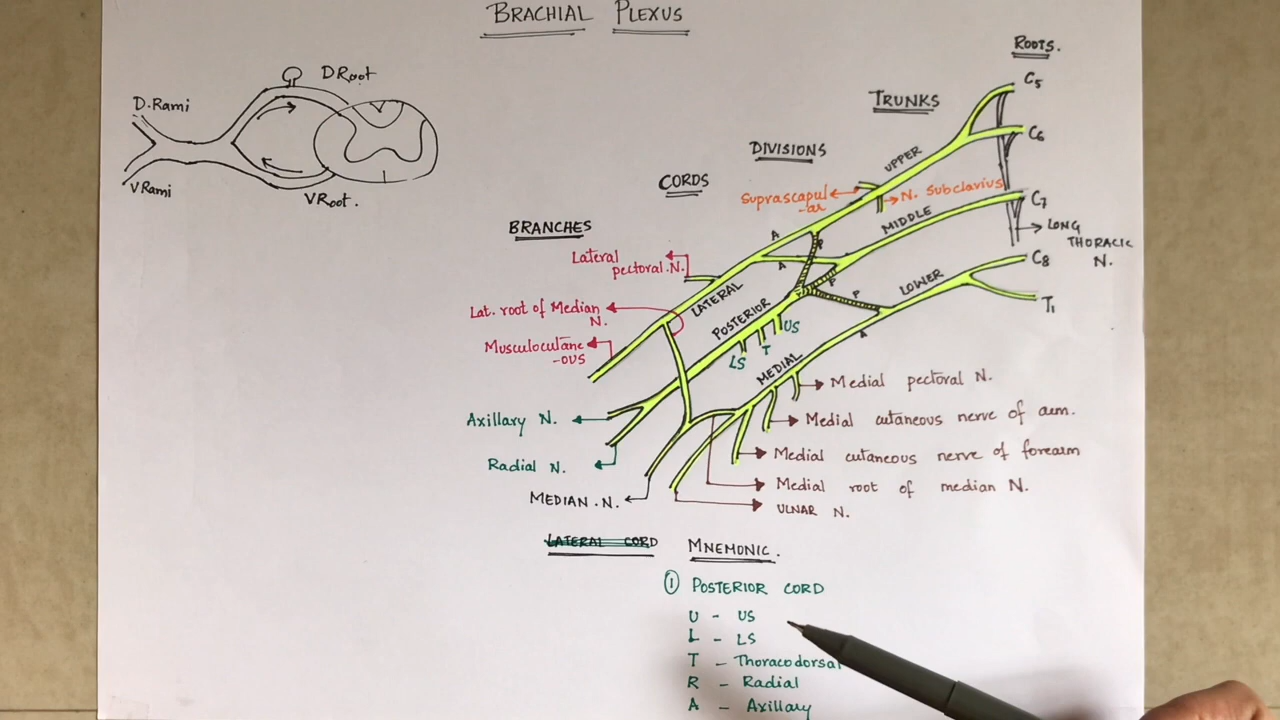 BRACHIAL PLEXUS
D Root
D.Rami
V Rami
V Root.
ROOTS.
C5
TRUNKS
C6
DIVISIONS
UPPER
CORDS
Suprascapul
-ar
N. Subclavius
C7
BRANCHES
MIDDLE
LONG
THORACIC
N.
A
P
Lateral
pectoral.N.
A
C8
P
LOWER
P
LATERAL
T1
Lat. root of Median
N.
POSTERIOR
US
T
LS
A
Musculocutane
-ous
MEDIAL
Medial pectoral N.
Axillary N.
Medial cutaneous nerve of arm.
Medial cutaneous nerve of forearm
Radial N.
Medial root of median N.
MEDIAN.N.
ULNAR N.
LATERAL CORD
MNEMONIC.
1 POSTERIOR CORD
U - US
L - LS
T - Thoracodorsal
R - Radial
A - Axillary